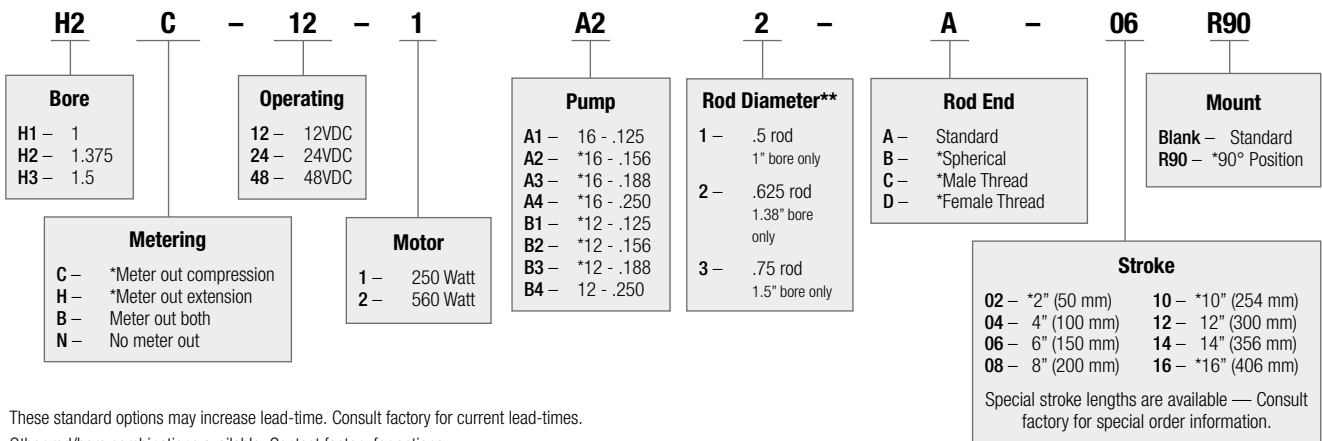 H2 C – 12 – 1 A2 2 – A – 06 R90
Bore
H1 – 1
H2 – 1.375
H3 – 1.5
Metering
C – *Meter out compression
H – *Meter out extension
B – Meter out both
N – No meter out
Operating
12 – 12VDC
24 – 24VDC
48 – 48VDC
Motor
1 – 250 Watt
2 – 560 Watt
Pump
A1 – 16 - .125
A2 – *16 - .156
A3 – *16 - .188
A4 – *16 - .250
B1 – *12 - .125
B2 – *12 - .156
B3 – *12 - .188
B4 – 12 - .250
Rod Diameter**
1 – .5 rod
1" bore only
2 – .625 rod
1.38" bore
only
3 – .75 rod
1.5" bore only
Rod End
A – Standard
B – *Spherical
C – *Male Thread
D – *Female Thread
Mount
Blank – Standard
R90 – *90° Position
Stroke
02 – *2” (50 mm) 10 – *10” (254 mm)
04 – 4” (100 mm) 12 – 12” (300 mm)
06 – 6” (150 mm) 14 – 14” (356 mm)
08 – 8” (200 mm) 16 – *16” (406 mm)
Special stroke lengths are available — Consult
factory for special order information.
These standard options may increase lead-time. Consult factory for current lead-times.